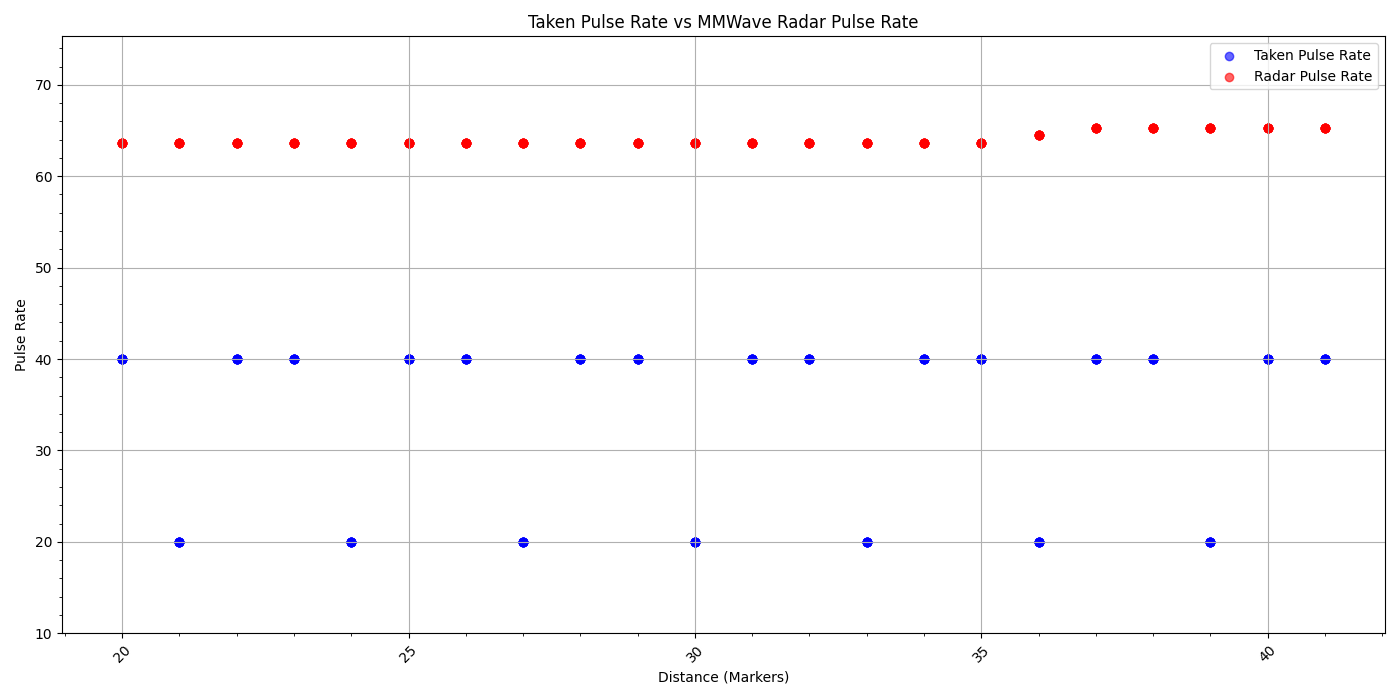 Taken Pulse Rate vs MMWave Radar Pulse Rate
Taken Pulse Rate
Radar Pulse Rate
Pulse Rate
70
60
50
40
30
20
10
20
25
30
35
40
Distance (Markers)